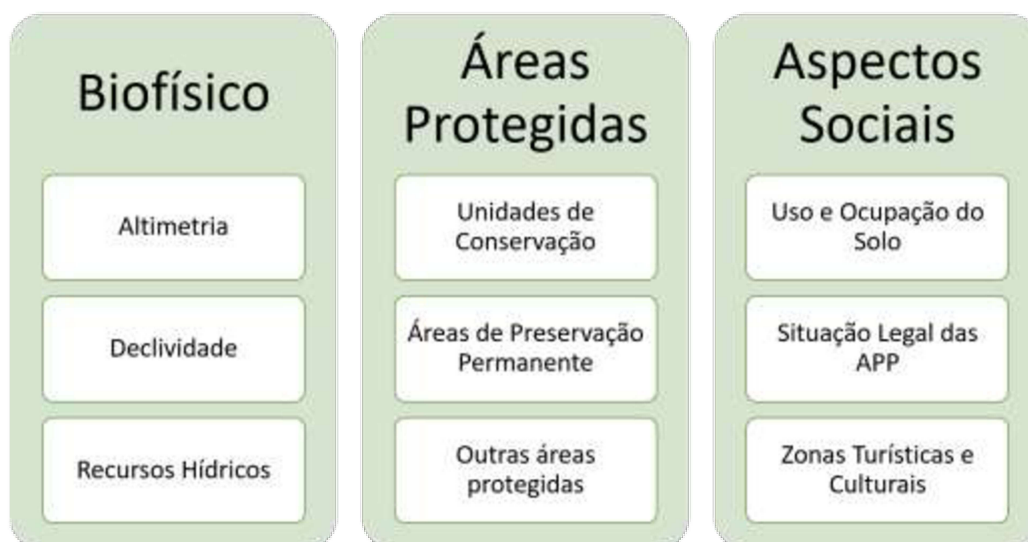 Biofísico
Altimetria
Declividade
Recursos Hídricos
Áreas
Protegidas
Unidades de
Conservação
Áreas de Preservação
Permanente
Outras áreas
protegidas
Aspectos
Sociais
Uso e Ocupação do
Solo
Situação Legal das
APP
Zonas Turísticas e
Culturais